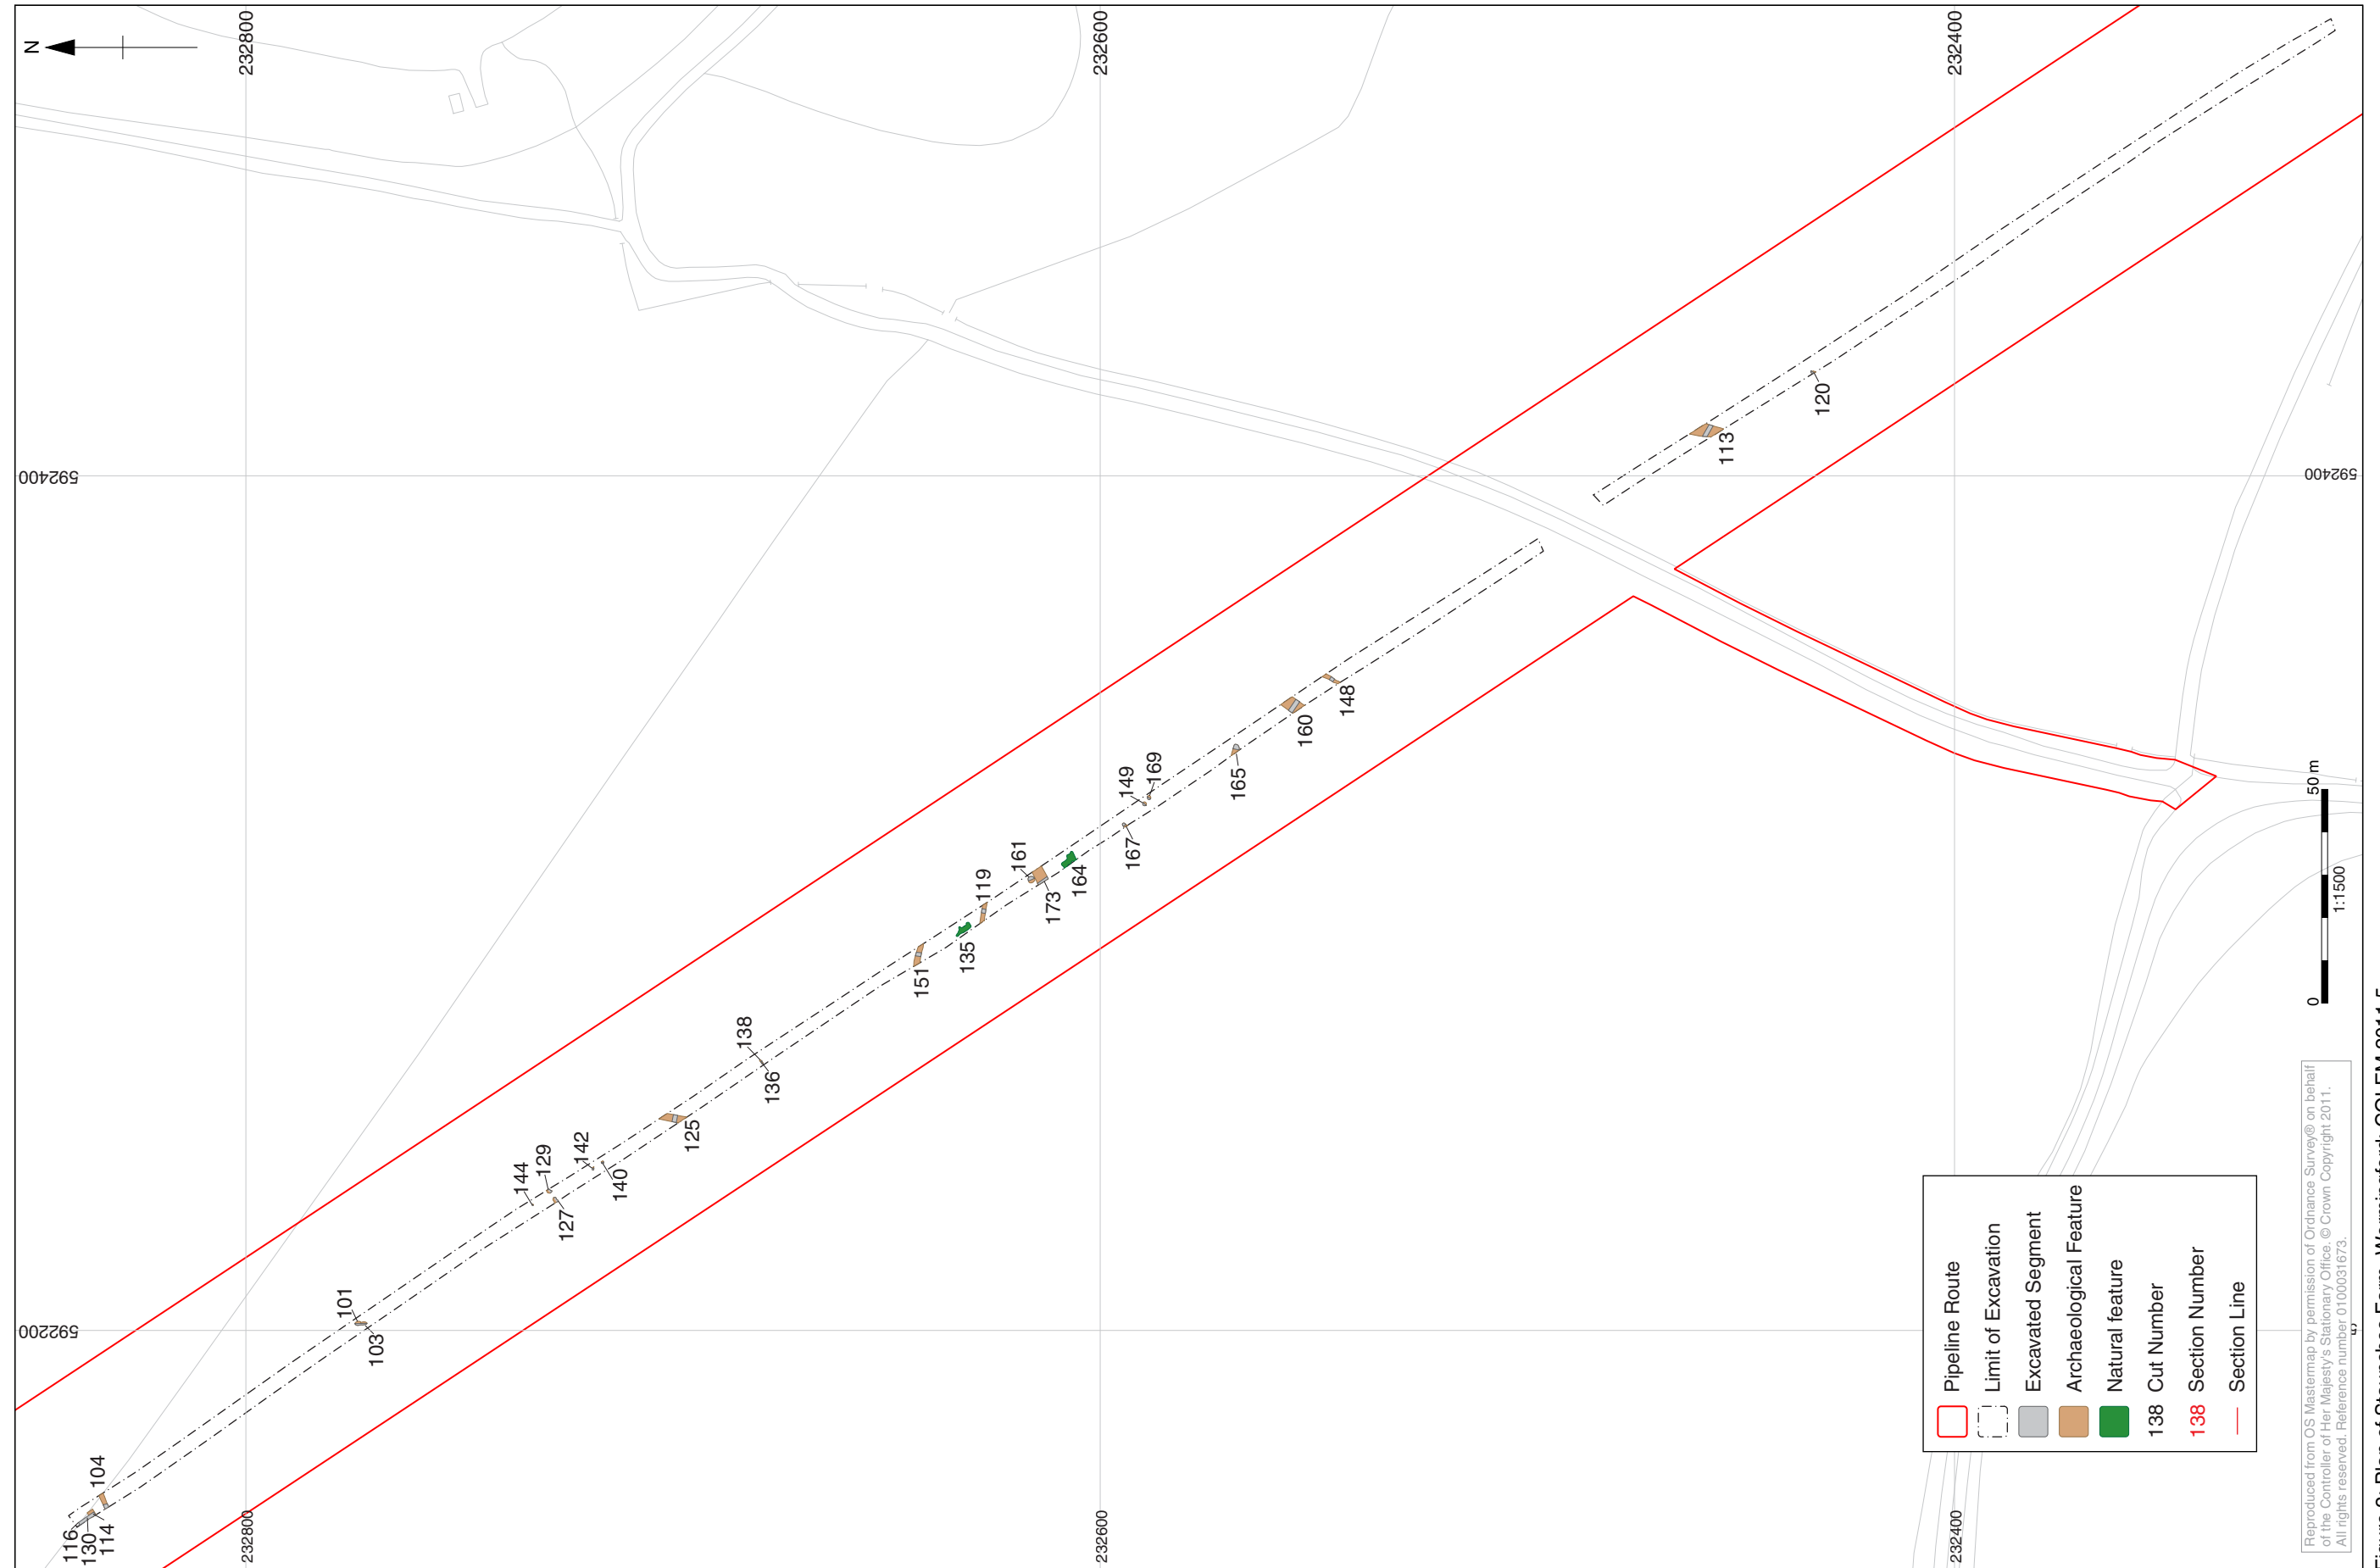 N
232800
232600
232400
592400
592400
592200
232800
232600
232400
116
130
114
104
101
103
144
129
127
142
140
125
138
136
151
135
119
161
173
164
167
149
169
165
160
148
113
120
Pipeline Route
Limit of Excavation
Excavated Segment
Archaeological Feature
Natural feature
138 Cut Number
138 Section Number
Section Line
0 50 m
1:1500
Reproduced from OS Mastermap by permission of Ordnance Survey® on behalf
of the Controller of Her Majesty's Stationary Office. © Crown Copyright 2011.
All rights reserved. Reference number 0100031673.